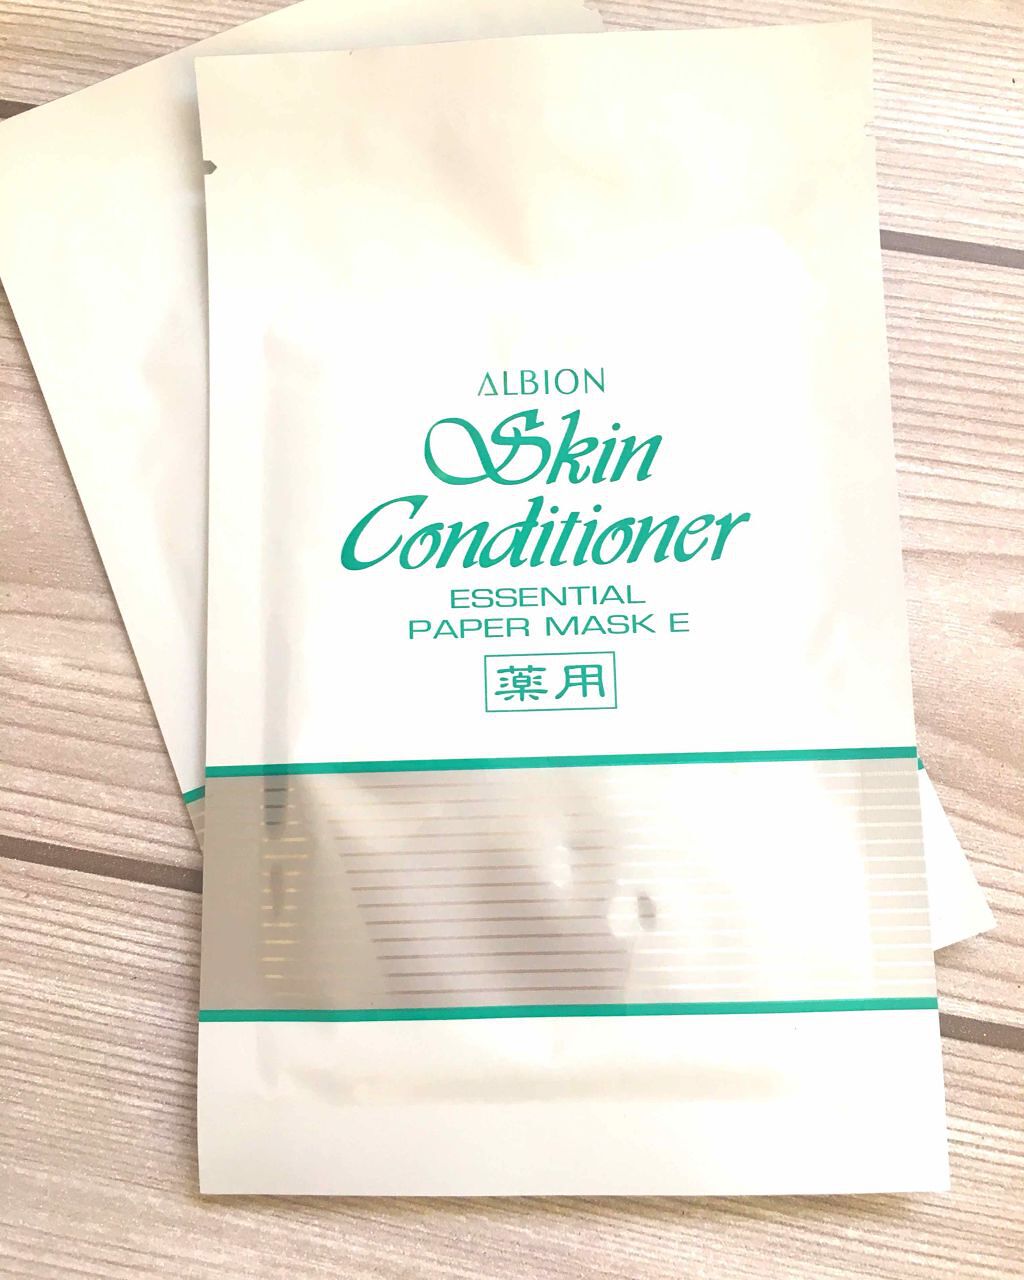 ALBION
Skin
Conditioner
ESSENTIAL
PAPER MASK E
薬用